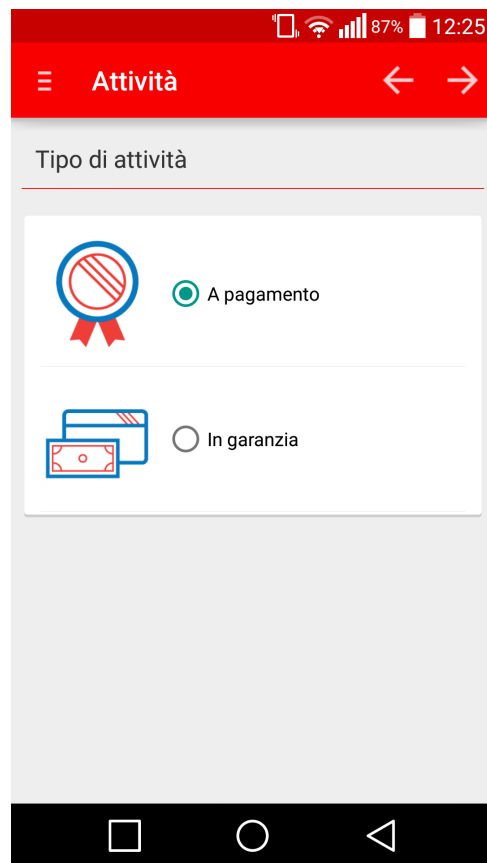 87% 12:25
Attività
Tipo di attività
A pagamento
In garanzia